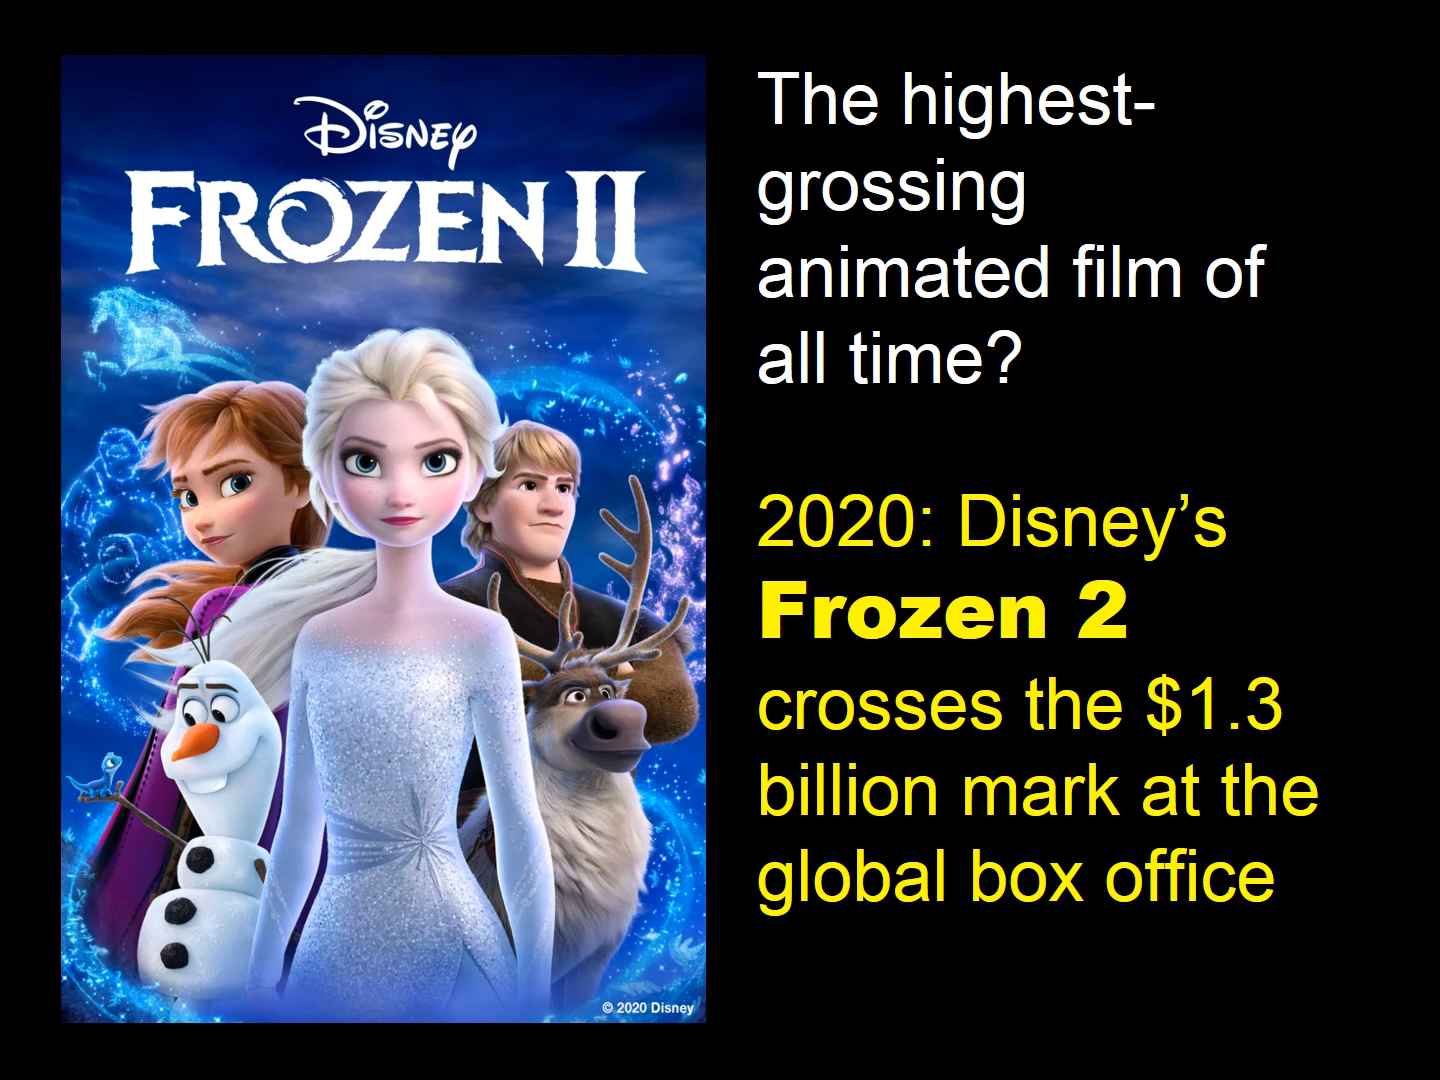 Disney
FROZEN II
© 2020 Disney
The highest-
grossing
animated film of
all time?
2020: Disney’s
Frozen 2
crosses the $1.3
billion mark at the
global box office